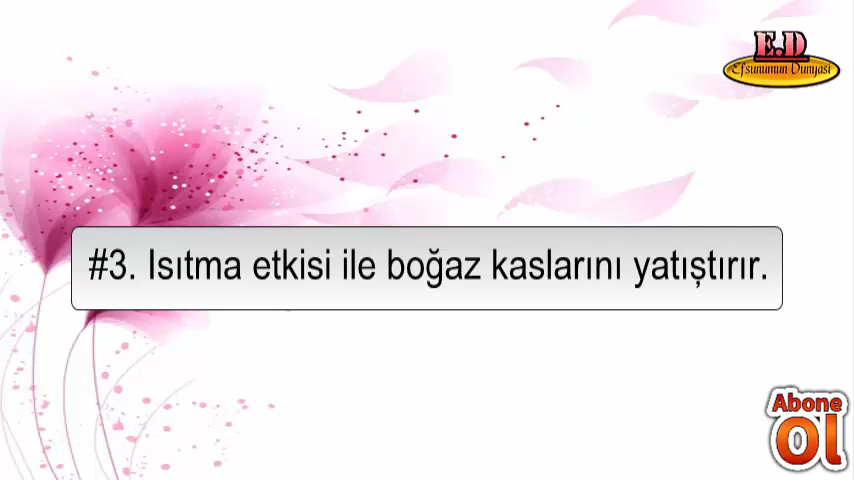 E.D
Efsunumun Dunyasi
#3. Isıtma etkisi ile boğaz kaslarını yatıştırır.
Abone
Ol